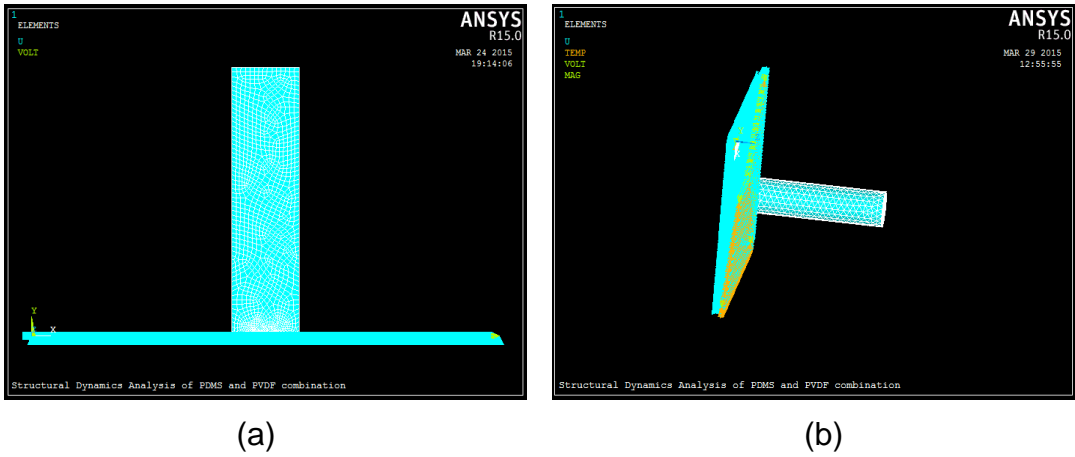 1
ELEMENTS
U
VOLT
ANSYS
R15.0
MAR 24 2015
19:14:06
Y
X
Structural Dynamics Analysis of PDMS and PVDF combination
(a)
1
ELEMENTS
U
TEMP
VOLT
MAG
ANSYS
R15.0
MAR 29 2015
12:55:55
Structural Dynamics Analysis of PDMS and PVDF combination
(b)